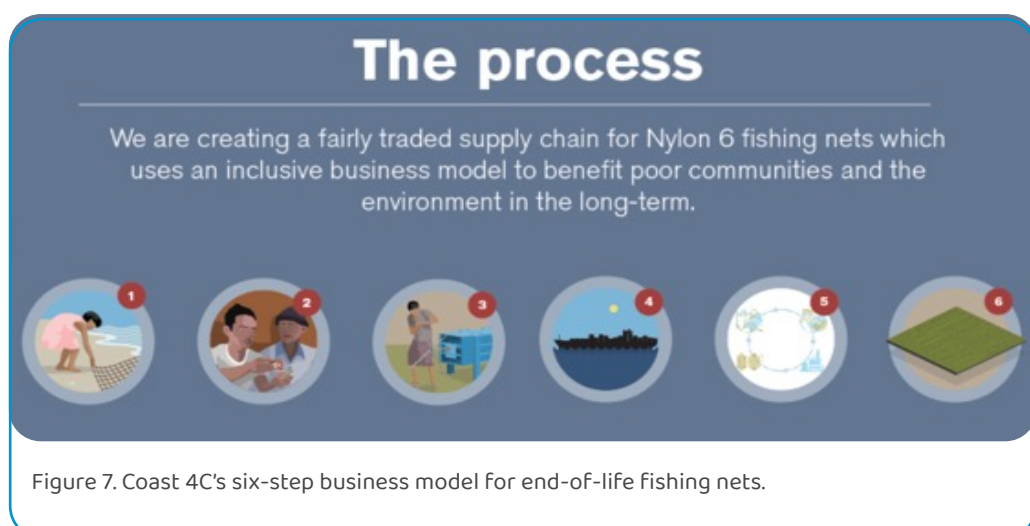 The process
We are creating a fairly traded supply chain for Nylon 6 fishing nets which
uses an inclusive business model to benefit poor communities and the
environment in the long-term.
1
2
3
4
5
6
Figure 7. Coast 4C's six-step business model for end-of-life fishing nets.